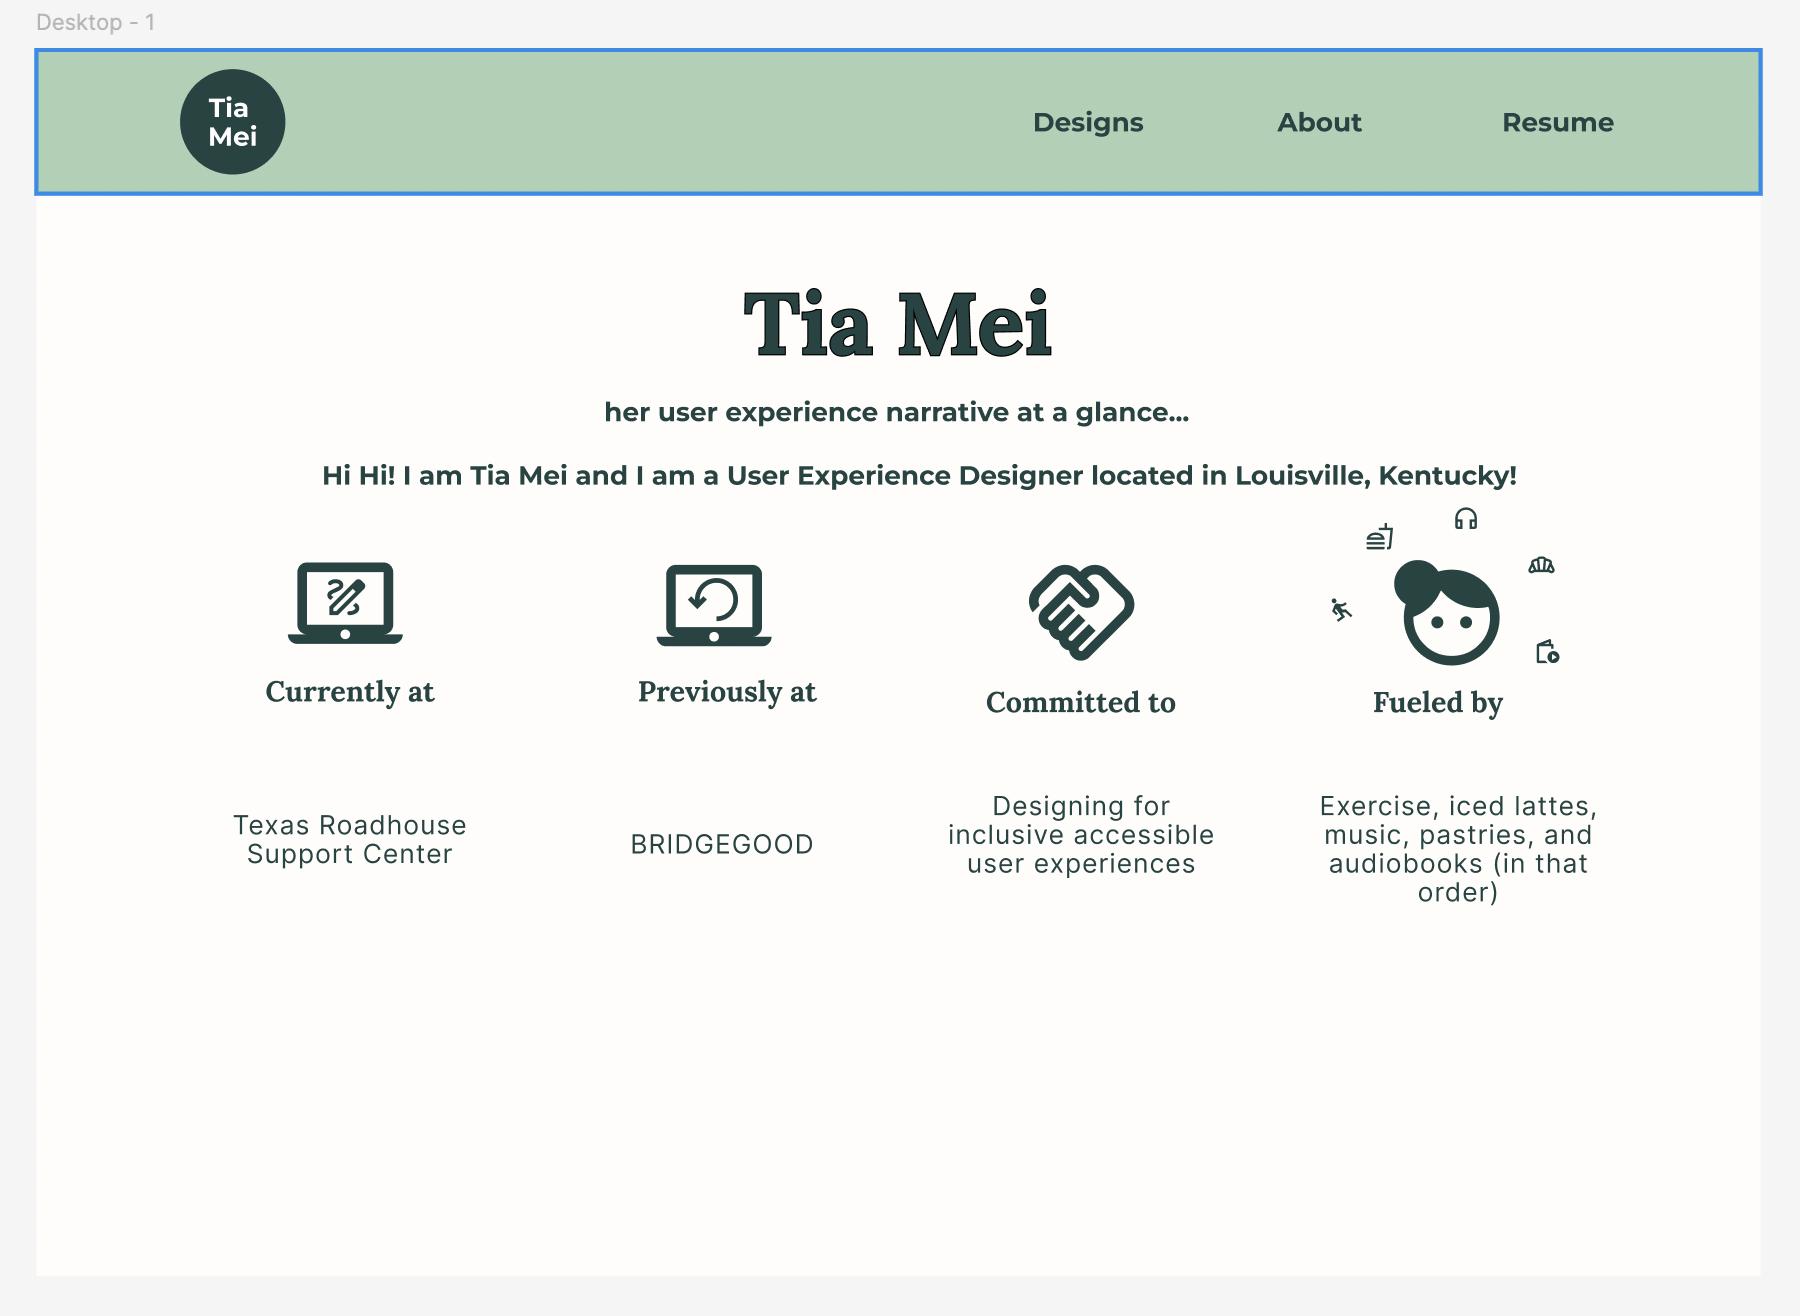 Desktop - 1
Tia
Mei
Designs
About
Resume
Tia Mei
her user experience narrative at a glance...
Hi Hi! I am Tia Mei and I am a User Experience Designer located in Louisville, Kentucky!
Currently at
Texas Roadhouse
Support Center
Previously at
BRIDGEGOOD
Committed to
Designing for
inclusive accessible
user experiences
Fueled by
Exercise, iced lattes,
music, pastries, and
audiobooks (in that
order)